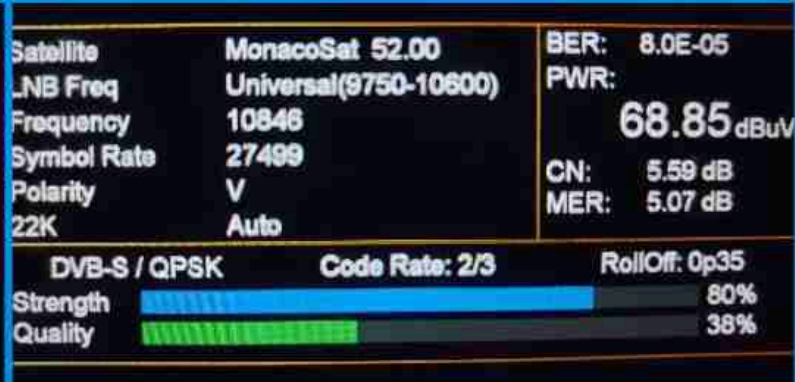 Satellite MonacoSat 52.00
LNB Freq Universal(9750-10600)
Frequency 10846
Symbol Rate 27499
Polarity V
22K Auto
BER: 8.0E-05
PWR:
68.85 dBuV
CN: 5.59 dB
MER: 5.07 dB
DVB-S / QPSK Code Rate: 2/3 RollOff: 0p35
Strength 80%
Quality 38%